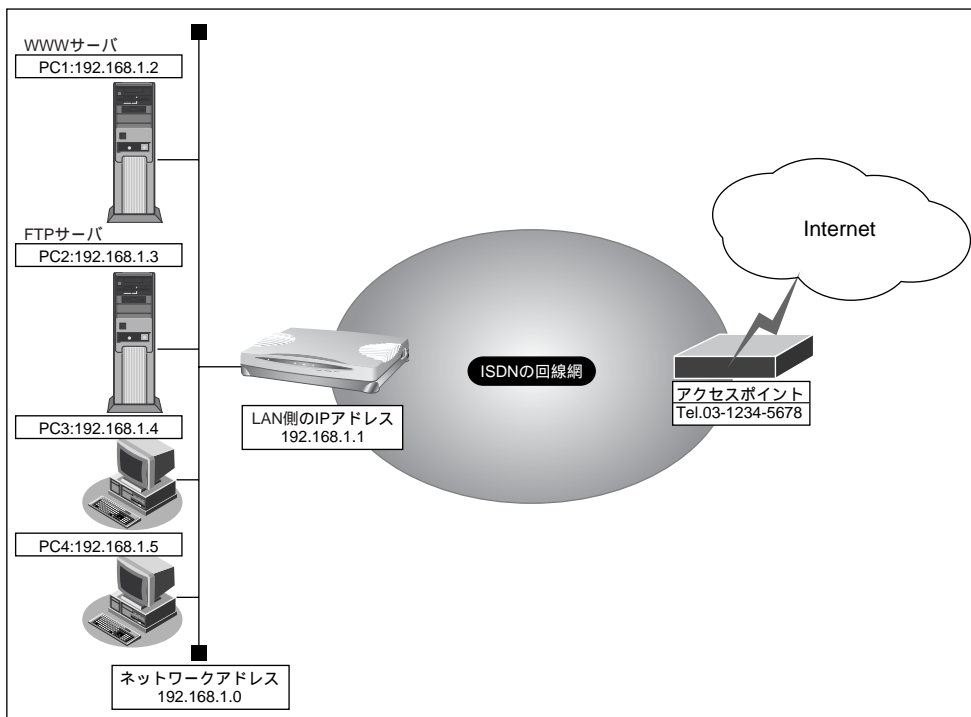 WWWサーバ
PC1:192.168.1.2
FTPサーバ
PC2:192.168.1.3
PC3:192.168.1.4
PC4:192.168.1.5
ネットワークアドレス
192.168.1.0
LAN側のIPアドレス
192.168.1.1
ISDNの回線網
Internet
アクセスポイント
Tel.03-1234-5678